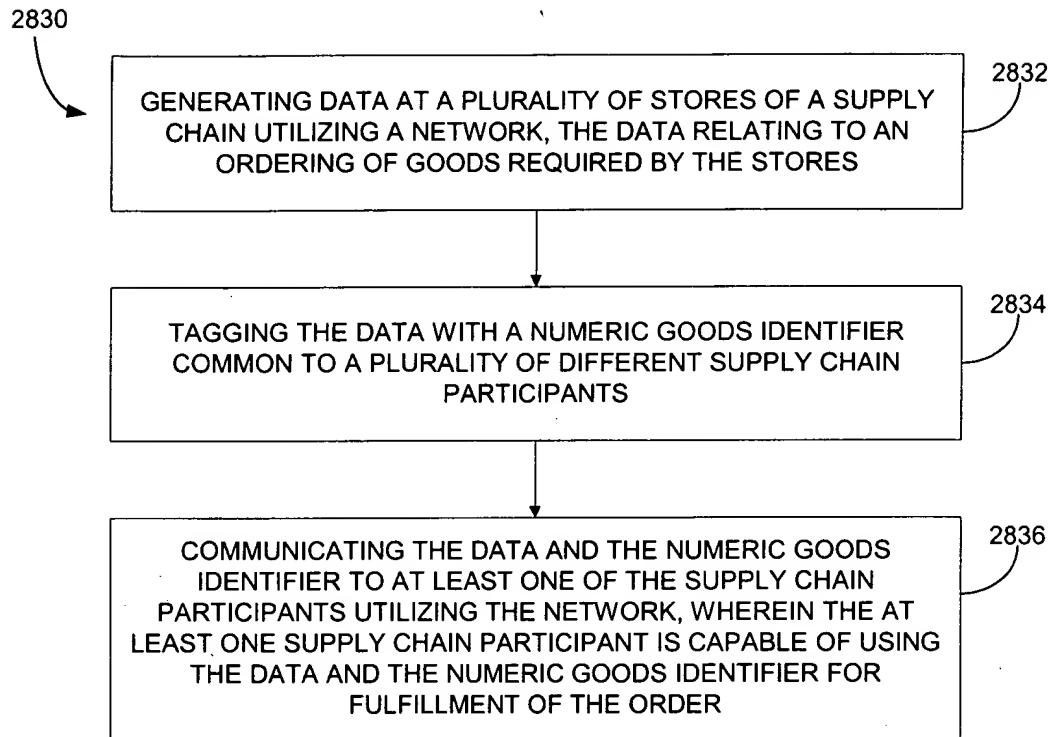 2830
2832
GENERATING DATA AT A PLURALITY OF STORES OF A SUPPLY
CHAIN UTILIZING A NETWORK, THE DATA RELATING TO AN
ORDERING OF GOODS REQUIRED BY THE STORES
2834
TAGGING THE DATA WITH A NUMERIC GOODS IDENTIFIER
COMMON TO A PLURALITY OF DIFFERENT SUPPLY CHAIN
PARTICIPANTS
2836
COMMUNICATING THE DATA AND THE NUMERIC GOODS
IDENTIFIER TO AT LEAST ONE OF THE SUPPLY CHAIN
PARTICIPANTS UTILIZING THE NETWORK, WHEREIN THE AT
LEAST ONE SUPPLY CHAIN PARTICIPANT IS CAPABLE OF USING
THE DATA AND THE NUMERIC GOODS IDENTIFIER FOR
FULFILLMENT OF THE ORDER